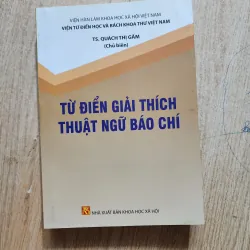 VIỆN HÀN LÂM KHOA HỌC XÃ HỘI VIỆT NAM
VIỆN TỪ ĐIỂN HỌC VÀ BÁCH KHOA THƯ VIỆT NAM
TS. QUÁCH THỊ GẤM
(Chủ biên)
TỪ ĐIỂN GIẢI THÍCH
THUẬT NGỮ BÁO CHÍ
NHÀ XUẤT BẢN KHOA HỌC XÃ HỘI